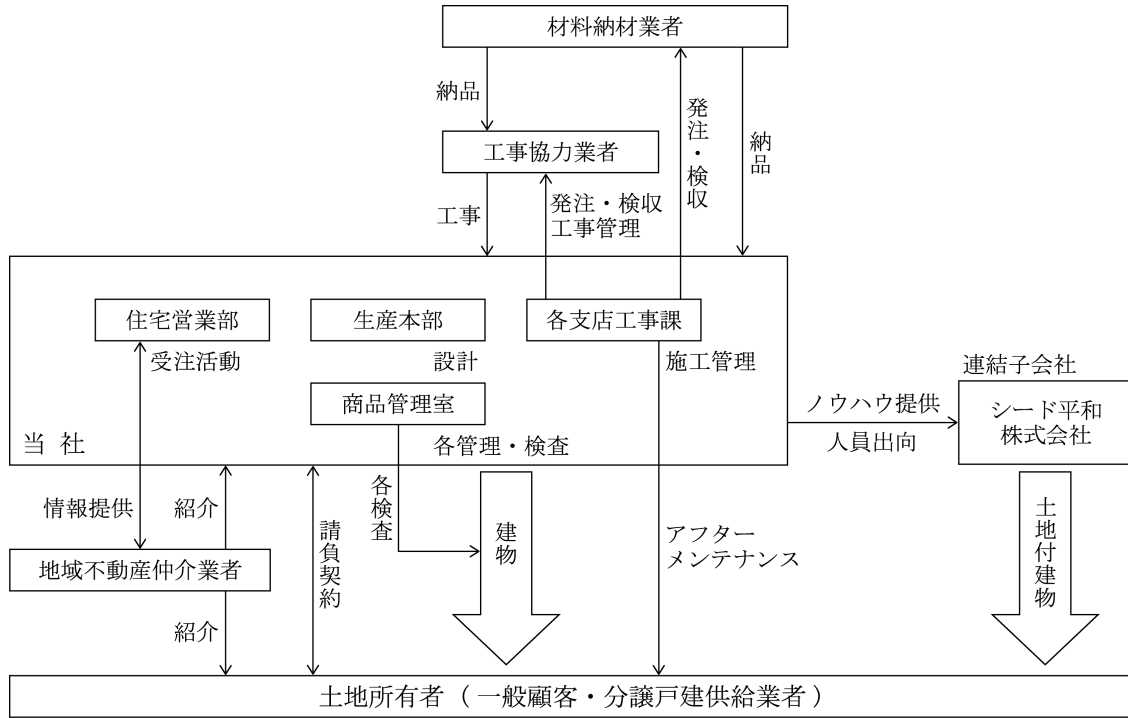 材料納材業者
納品
発注・検収
納品
工事協力業者
工事
発注・検収
工事管理
住宅営業部
生産本部
各支店工事課
受注活動
設計
施工管理
商品管理室
当社
各管理・検査
ノウハウ提供
人員出向
連結子会社
シード平和
株式会社
情報提供
紹介
各検査
請負契約
建物
アフター
メンテナンス
土地付建物
地域不動産仲介業者
紹介
土地所有者（一般顧客・分譲戸建供給業者）